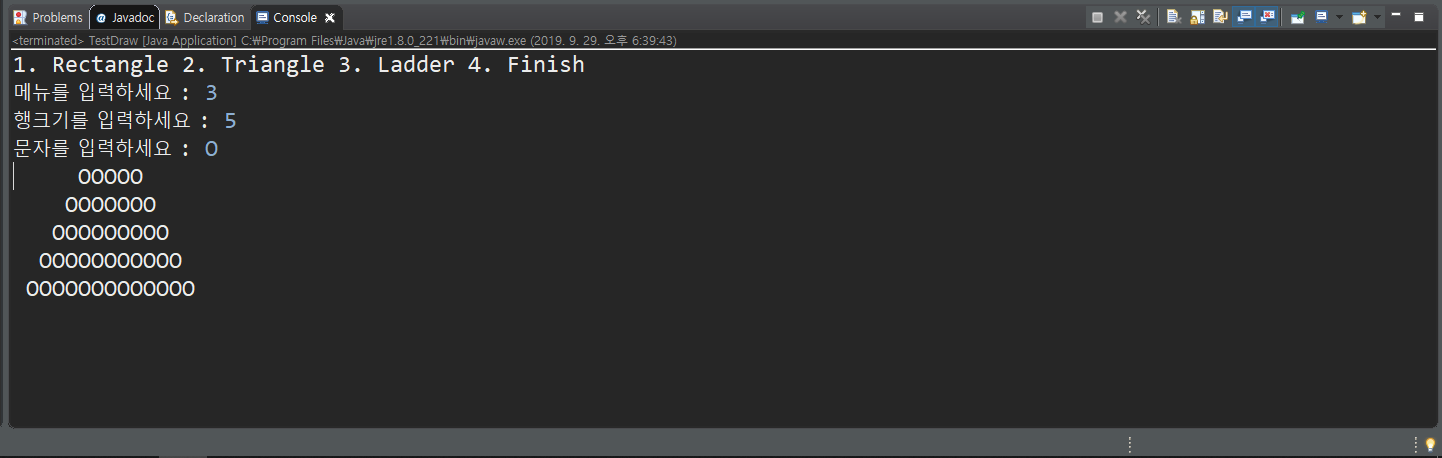 Problems Javadoc Declaration Console
<terminated> TestDraw [Java Application] C:₩Program Files₩Java₩jre1.8.0_221₩bin₩javaw.exe (2019. 9. 29. 오후 6:39:43)
1. Rectangle 2. Triangle 3. Ladder 4. Finish
메뉴를 입력하세요 : 3
행크기를 입력하세요 : 5
문자를 입력하세요 : O
OOOOO
OOOOOOO
OOOOOOOOO
OOOOOOOOOOO
OOOOOOOOOOOOO